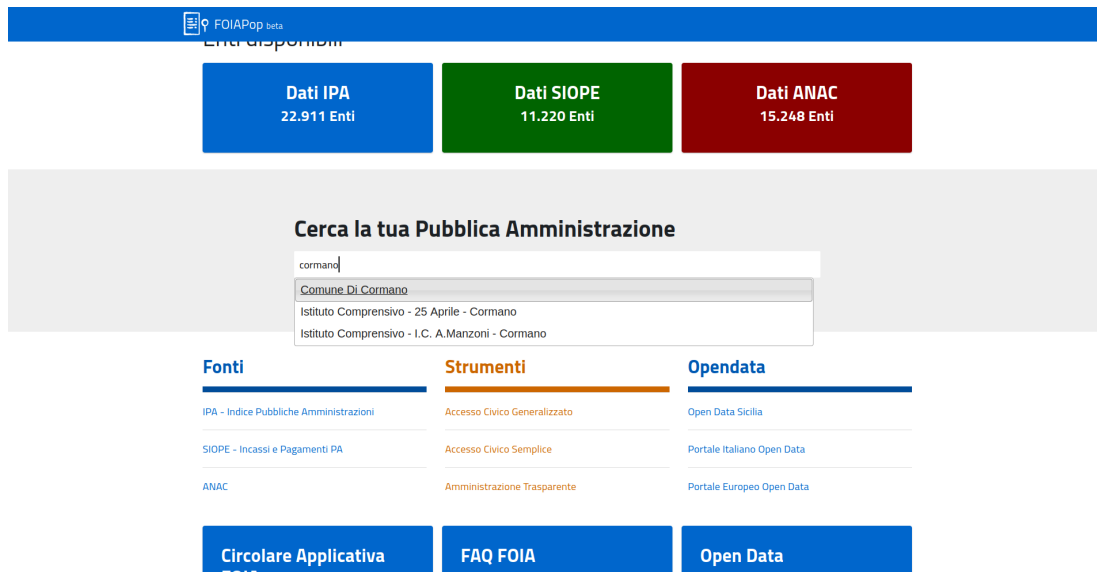 FOIAPop beta
Enti disponibili
Dati IPA
22.911 Enti
Dati SIOPE
11.220 Enti
Dati ANAC
15.248 Enti
Cerca la tua Pubblica Amministrazione
cormano
Comune Di Cormano
Istituto Comprensivo - 25 Aprile - Cormano
Istituto Comprensivo - I.C. A.Manzoni - Cormano
Fonti
IPA - Indice Pubbliche Amministrazioni
SIOPE - Incassi e Pagamenti PA
ANAC
Strumenti
Accesso Civico Generalizzato
Accesso Civico Semplice
Amministrazione Trasparente
Opendata
Open Data Sicilia
Portale Italiano Open Data
Portale Europeo Open Data
Circolare Applicativa
FOIA
FAQ FOIA
Open Data